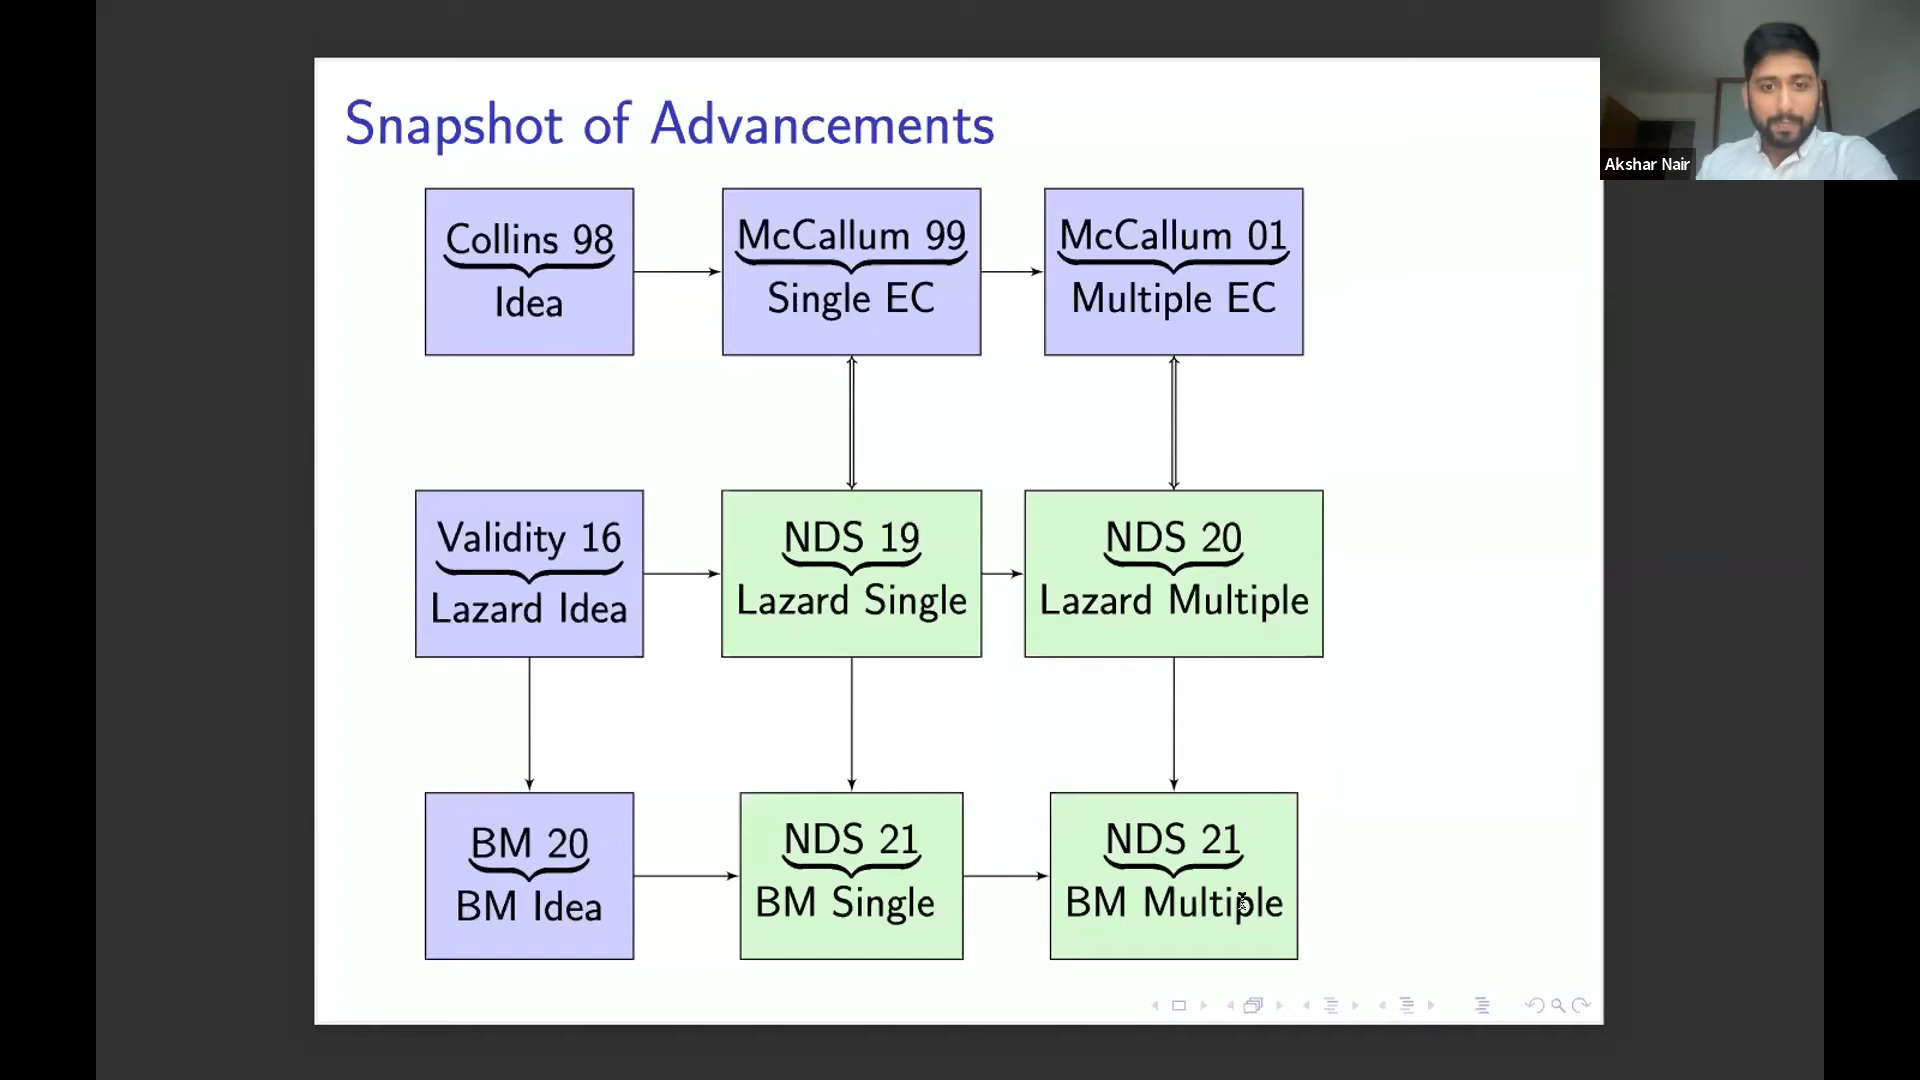 Snapshot of Advancements
Collins 98
Idea
McCallum 99
Single EC
McCallum 01
Multiple EC
Validity 16
Lazard Idea
NDS 19
Lazard Single
NDS 20
Lazard Multiple
BM 20
BM Idea
NDS 21
BM Single
NDS 21
BM Multiple
Akshar Nair